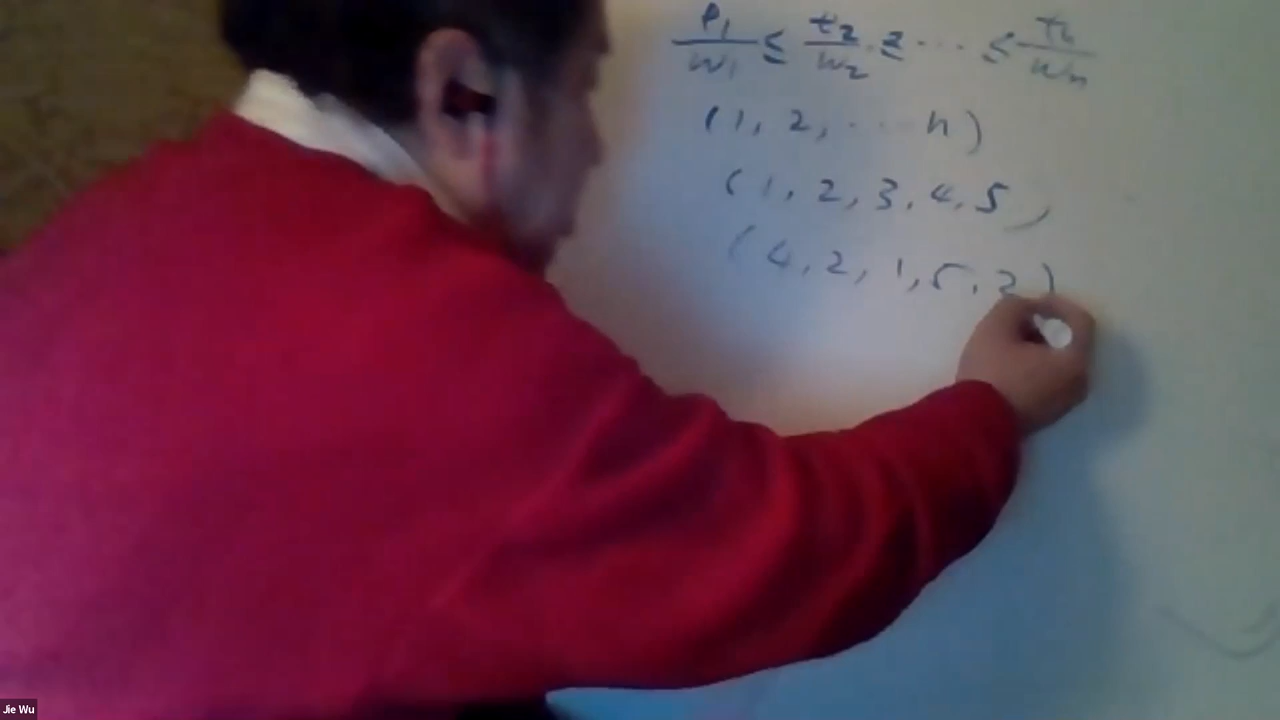 P1/w1 ≤ t2/w2 ≤ ⋯ ≤ tn/wn
(1, 2, ⋯ n)
(1, 2, 3, 4, 5)
(4, 2, 1, 5, 3)
Jie Wu